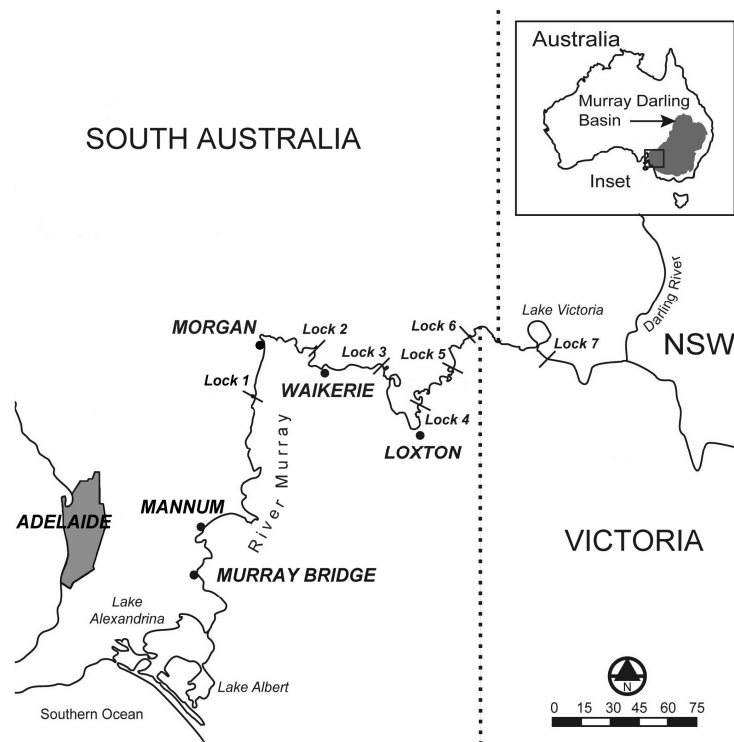 Australia
Murray Darling
Basin
Inset
SOUTH AUSTRALIA
Darling River
Lake Victoria
NSW
MORGAN
Lock 2
Lock 6
Lock 3
Lock 5
Lock 7
Lock 1
WAIKERIE
Lock 4
LOXTON
River Murray
MANNUM
ADELAIDE
VICTORIA
MURRAY BRIDGE
Lake
Alexandrina
Lake Albert
Southern Ocean
N
0 15 30 45 60 75